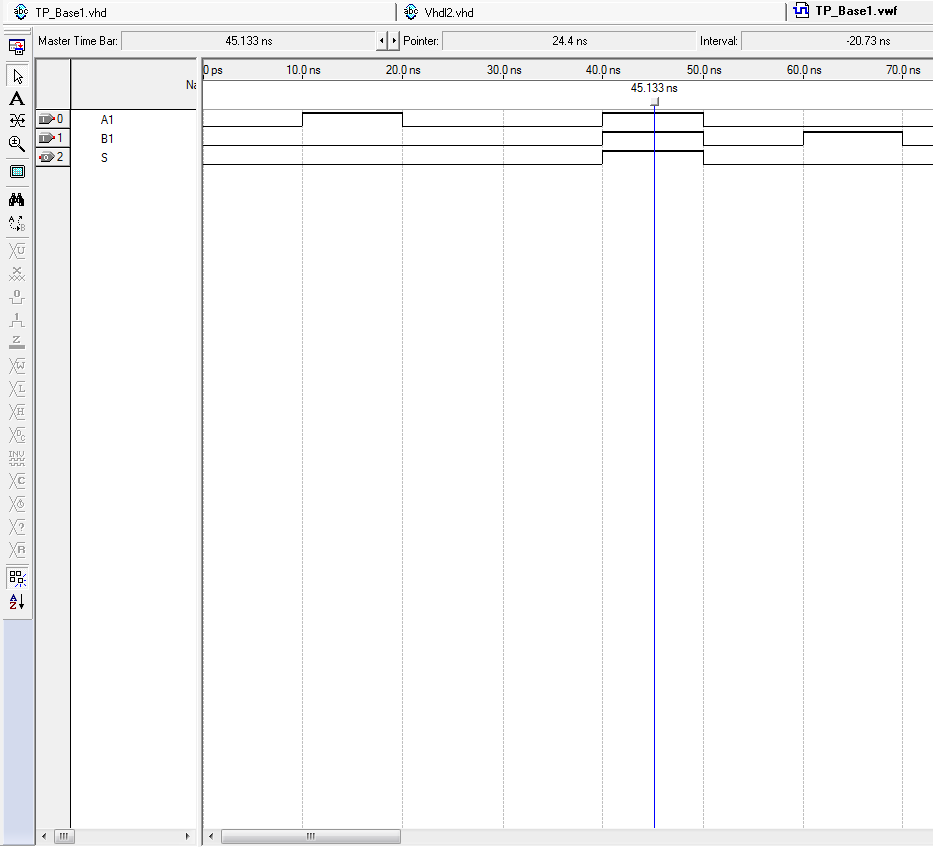 TP_Base1.vhd Vhdl2.vhd TP_Base1.vwf
Master Time Bar: 45.133 ns Pointer: 24.4 ns Interval: -20.73 ns
0 ps 10.0 ns 20.0 ns 30.0 ns 40.0 ns 50.0 ns 60.0 ns 70.0 ns
Na
45.133 ns
0 A1
1 B1
2 S